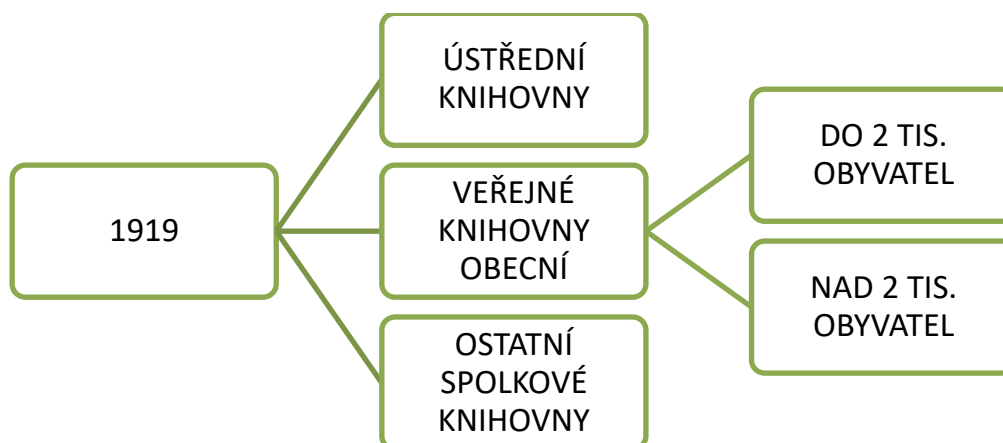 1919
ÚSTŘEDNÍ
KNIHOVNY
VEŘEJNÉ
KNIHOVNY
OBECNÍ
OSTATNÍ
SPOLKOVÉ
KNIHOVNY
DO 2 TIS.
OBYVATEL
NAD 2 TIS.
OBYVATEL